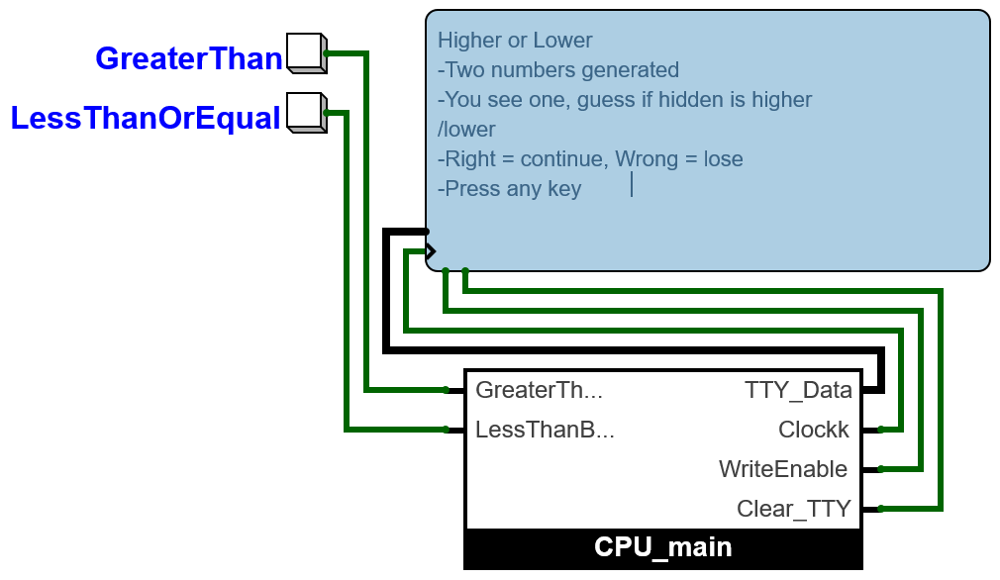 GreaterThan
LessThanOrEqual
Higher or Lower
-Two numbers generated
-You see one, guess if hidden is higher
/lower
-Right = continue, Wrong = lose
-Press any key
GreaterTh...
TTY_Data
LessThanB...
Clockk
WriteEnable
Clear_TTY
CPU_main